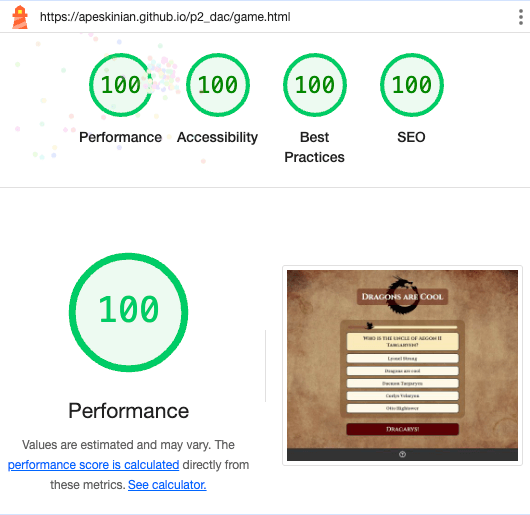 https://apeskinian.github.io/p2_dac/game.html
100 100 100 100
Performance Accessibility Best SEO
Practices
100
Performance
Values are estimated and may vary. The
performance score is calculated directly from
these metrics. See calculator.
Dragons are Cool
Who is the uncle of Aegon II
Targaryen?
Lyonel Strong
Dragons are cool
Daemon Targaryen
Corlys Velaryon
Otto Hightower
Dracarys!